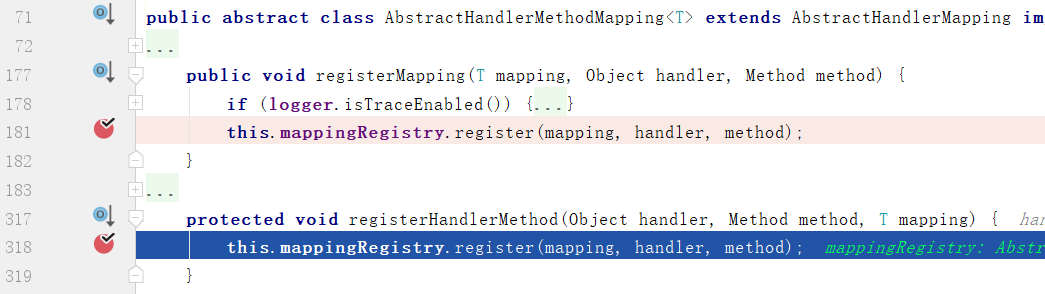 71 public abstract class AbstractHandlerMethodMapping<T> extends AbstractHandlerMapping im
72 ...
177 public void registerMapping(T mapping, Object handler, Method method) {
178 if (logger.isTraceEnabled()) {...}
181 this.mappingRegistry.register(mapping, handler, method);
182 }
183 ...
317 protected void registerHandlerMethod(Object handler, Method method, T mapping) { han
318 this.mappingRegistry.register(mapping, handler, method); mappingRegistry: Abstr
319 }